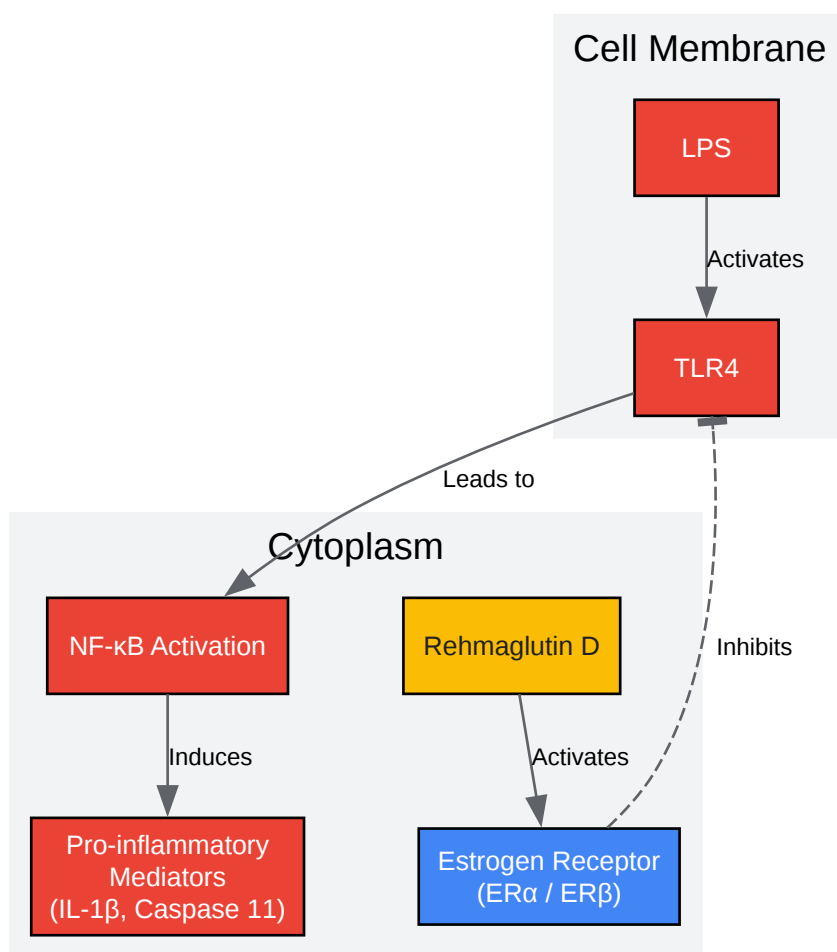 Cell Membrane
LPS
Activates
TLR4
Leads to
Cytoplasm
NF-κB Activation
Rehmaglutin D
Inhibits
Induces
Activates
Pro-inflammatory
Mediators
(IL-1β, Caspase 11)
Estrogen Receptor
(ERα / ERβ)